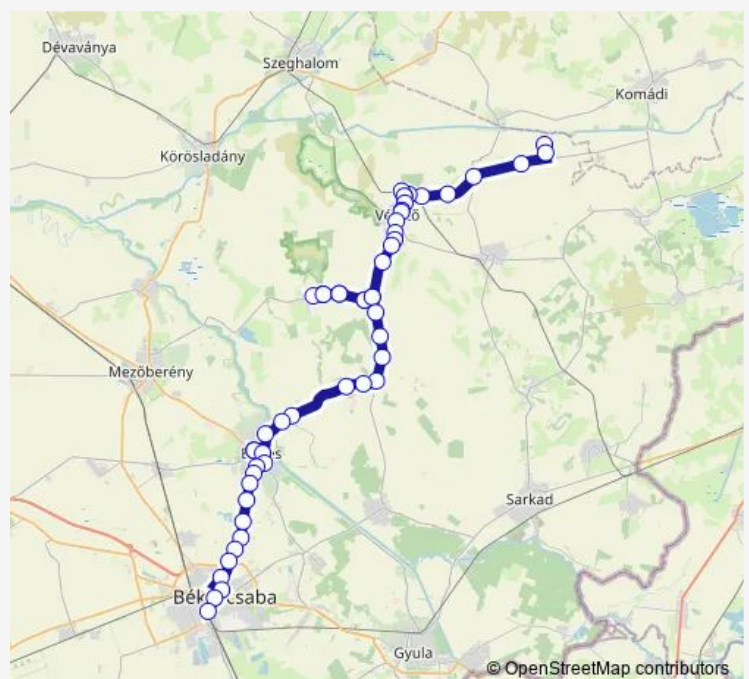 Dévaványa
Szeghalom
Komádi
Körösladány
Mezőberény
Sarkad
Gyula
© OpenStreetMap contributors